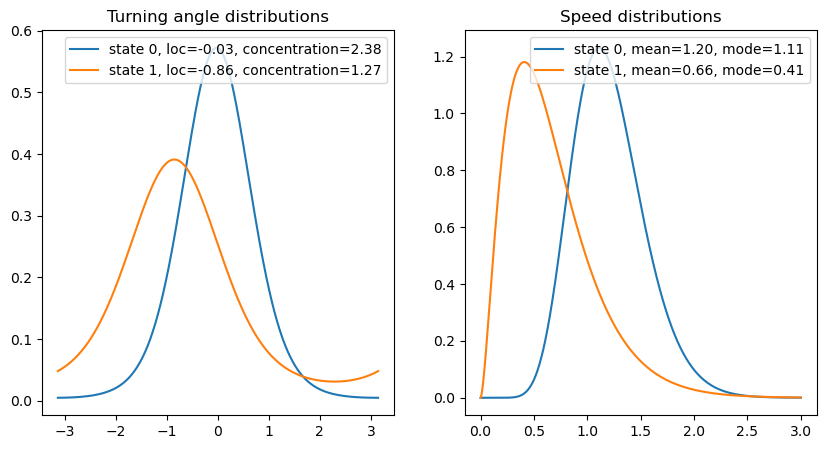 Turning angle distributions
state 0, loc=-0.03, concentration=2.38
state 1, loc=-0.86, concentration=1.27
0.6
0.5
0.4
0.3
0.2
0.1
0.0
−3 −2 −1 0 1 2 3
Speed distributions
state 0, mean=1.20, mode=1.11
state 1, mean=0.66, mode=0.41
1.2
1.0
0.8
0.6
0.4
0.2
0.0
0.0 0.5 1.0 1.5 2.0 2.5 3.0